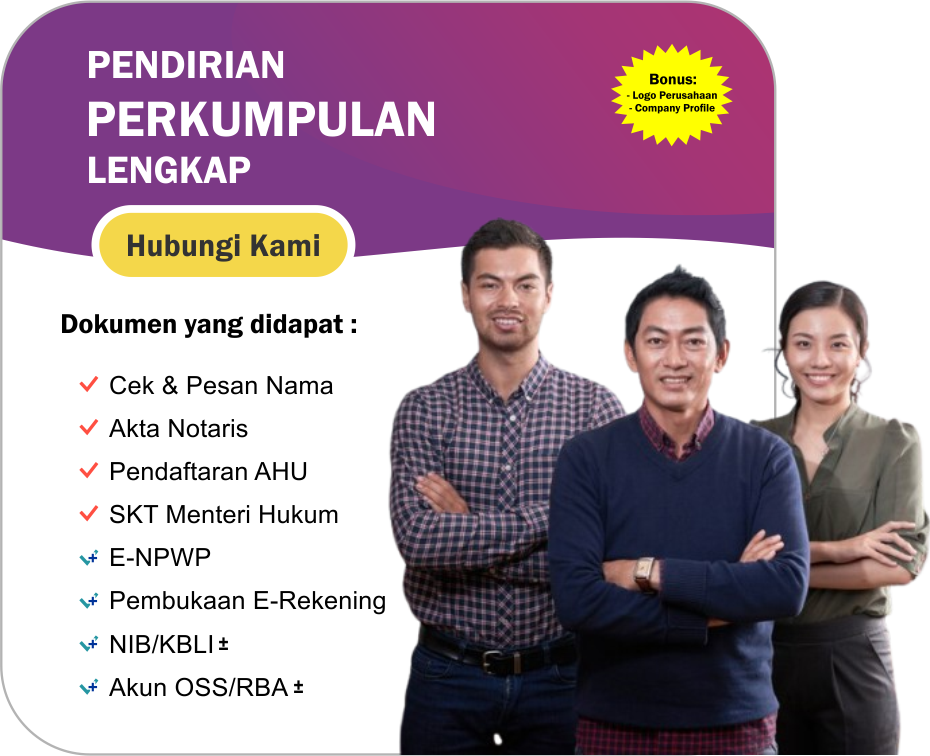 PENDIRIAN
PERKUMPULAN
LENGKAP
Bonus:
- Logo Perusahaan
- Company Profile
Hubungi Kami
Dokumen yang didapat :
Cek & Pesan Nama
Akta Notaris
Pendaftaran AHU
SKT Menteri Hukum
E-NPWP
Pembukaan E-Rekening
NIB/KBLI ±
Akun OSS/RBA ±